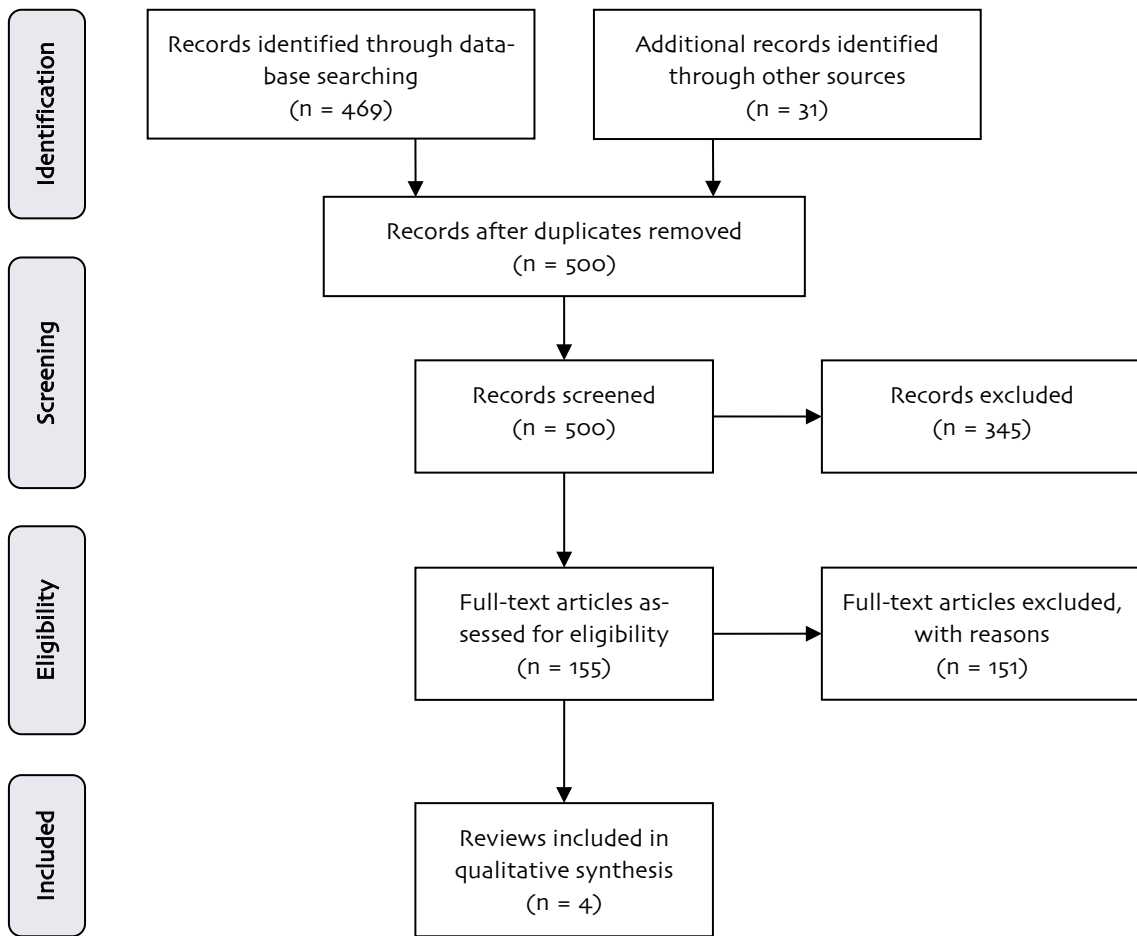 Identification
Records identified through data-
base searching
(n = 469)
Additional records identified
through other sources
(n = 31)
Records after duplicates removed
(n = 500)
Screening
Records screened
(n = 500)
Records excluded
(n = 345)
Eligibility
Full-text articles as-
sessed for eligibility
(n = 155)
Full-text articles excluded,
with reasons
(n = 151)
Included
Reviews included in
qualitative synthesis
(n = 4)